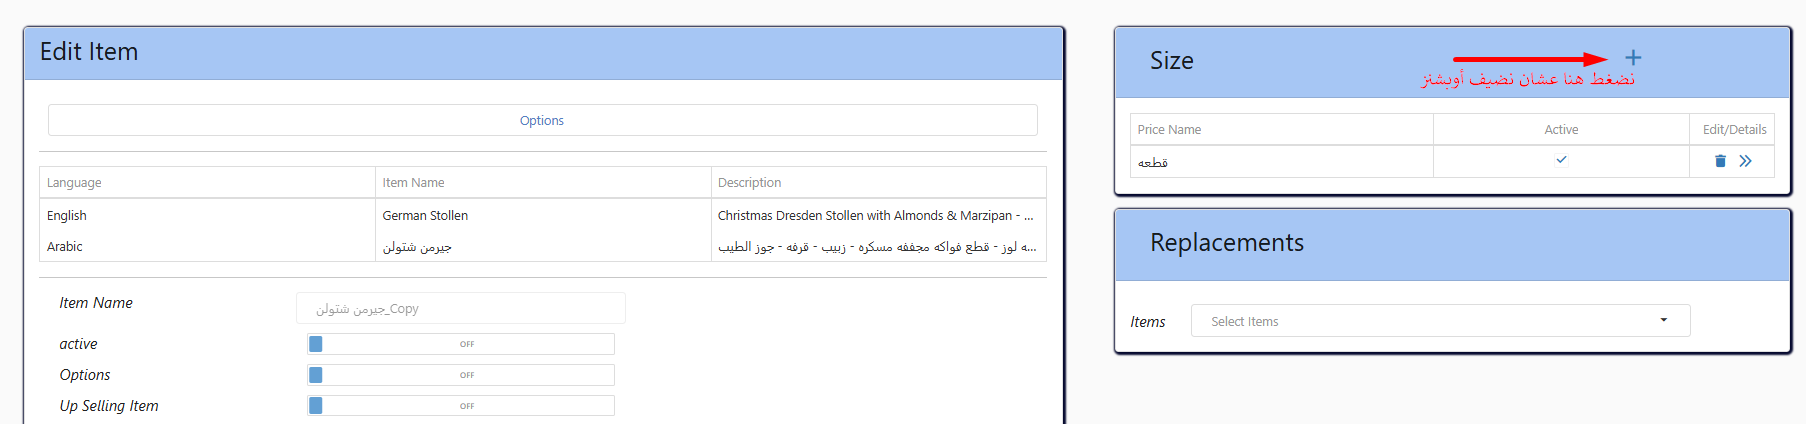 Edit Item
Options
Language Item Name Description
English German Stollen Christmas Dresden Stollen with Almonds & Marzipan - ...
Arabic جيرمن شتولن ...ه لوز - قطع فواكه مجففه مسكره - زبيب - قرفه - جوز الطيب
Item Name جيرمن شتولن_Copy
active OFF
Options OFF
Up Selling Item OFF
Size
نضغط هنا عشان نضيف أوبشنز
Price Name Active Edit/Details
قطعه
Replacements
Items Select Items